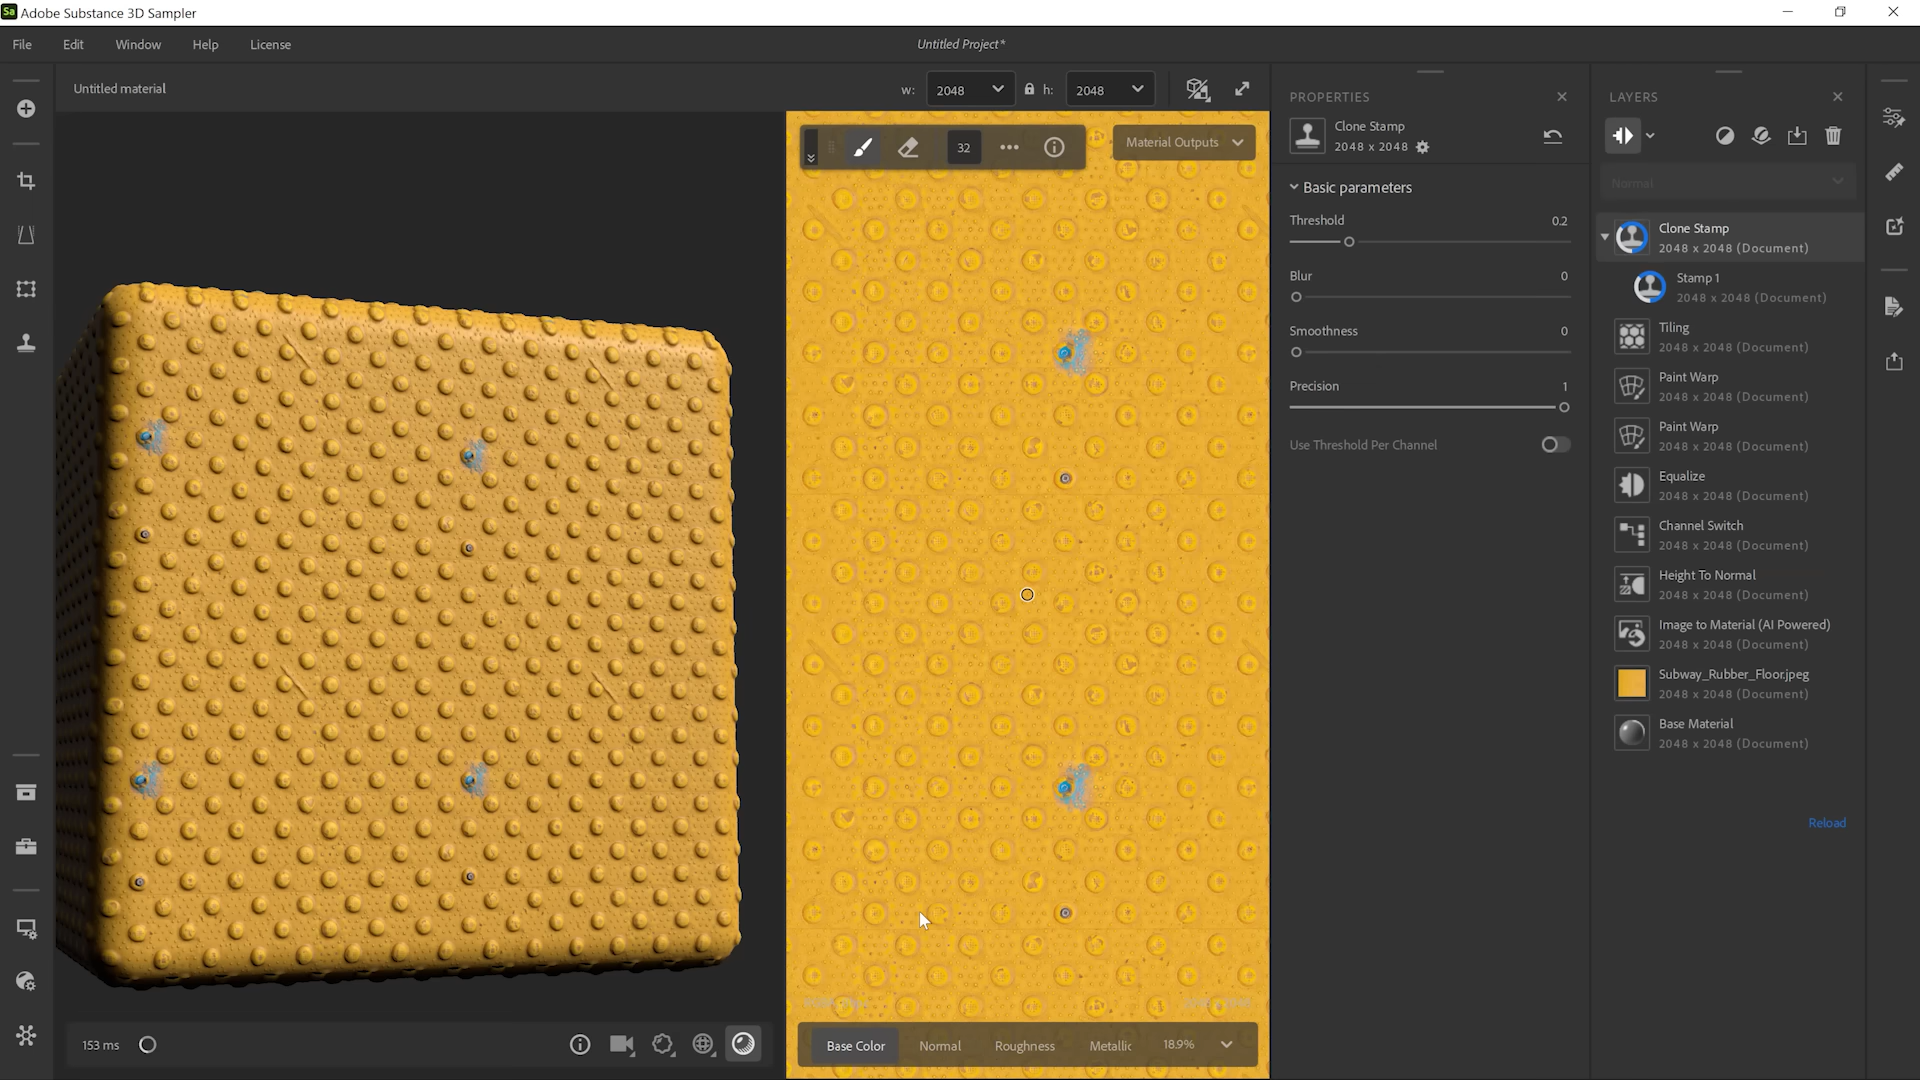 Sa Adobe Substance 3D Sampler
File Edit Window Help License
Untitled Project*
Untitled material
w: 2048 h: 2048
32
Material Outputs
153 ms
Base Color Normal Roughness Metallic 18.9%
PROPERTIES
Clone Stamp
2048 x 2048
Basic parameters
Threshold 0.2
Blur 0
Smoothness 0
Precision 1
Use Threshold Per Channel
LAYERS
Normal
Clone Stamp
2048 x 2048 (Document)
Stamp 1
2048 x 2048 (Document)
Tiling
2048 x 2048 (Document)
Paint Warp
2048 x 2048 (Document)
Paint Warp
2048 x 2048 (Document)
Equalize
2048 x 2048 (Document)
Channel Switch
2048 x 2048 (Document)
Height To Normal
2048 x 2048 (Document)
Image to Material (AI Powered)
2048 x 2048 (Document)
Subway_Rubber_Floor.jpeg
2048 x 2048 (Document)
Base Material
2048 x 2048 (Document)
Reload